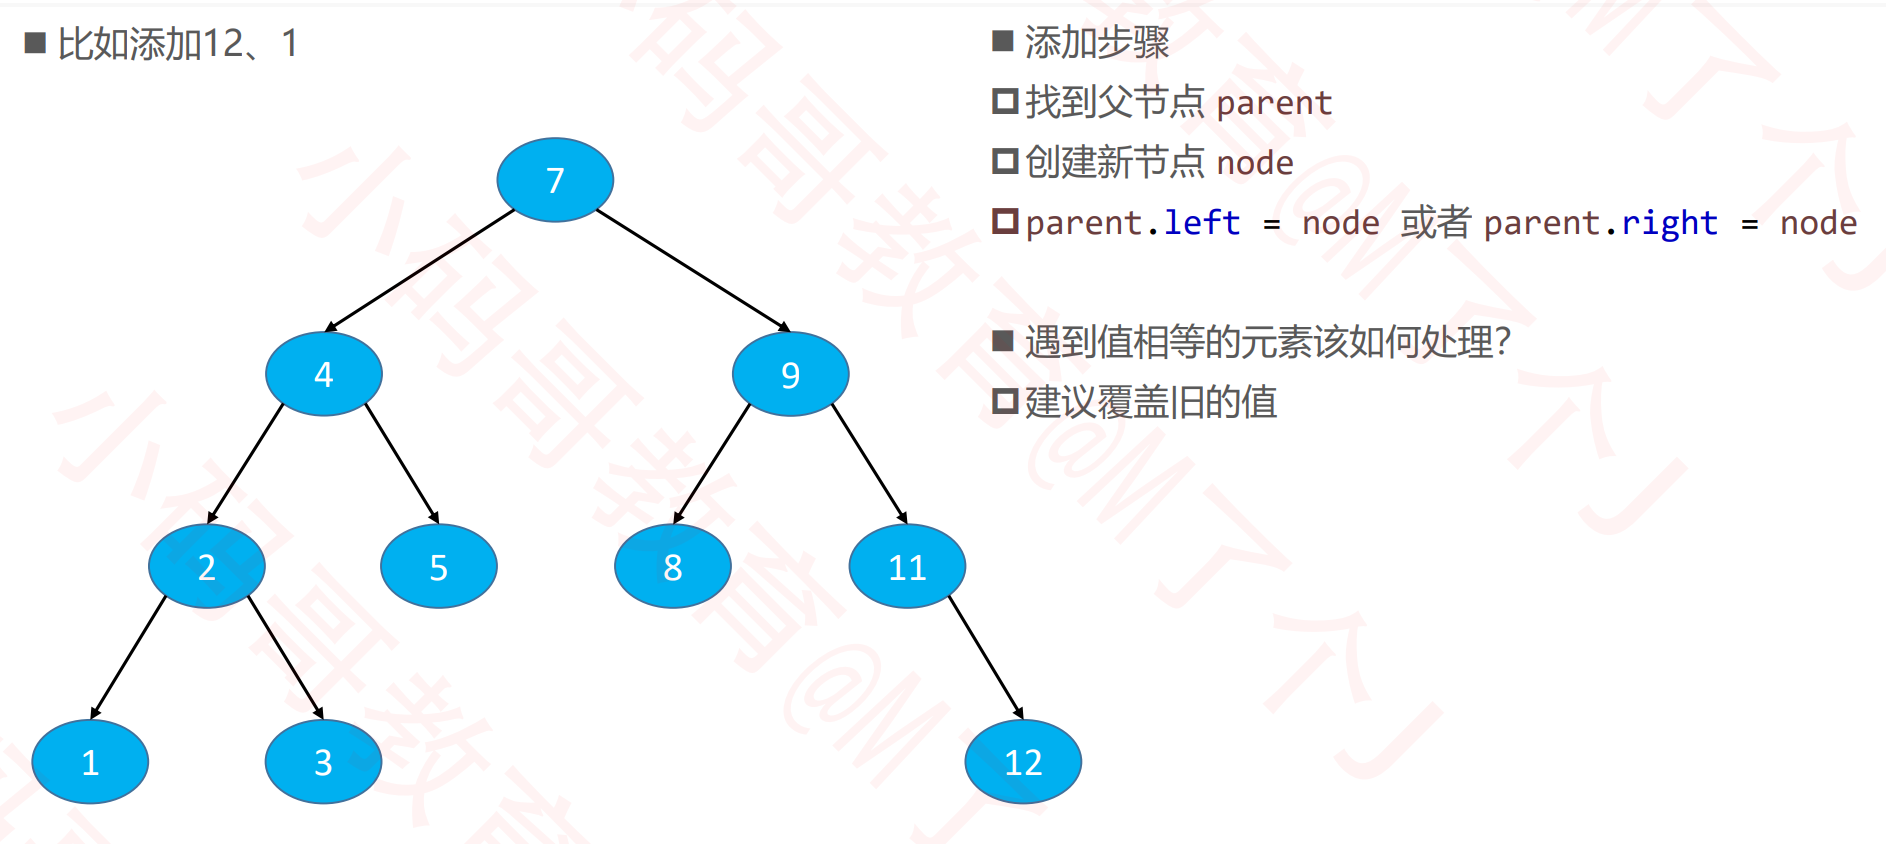 比如添加12、1
7
4
9
2
5
8
11
1
3
12
添加步骤
找到父节点 parent
创建新节点 node
parent.left = node 或者 parent.right = node
遇到值相等的元素该如何处理？
建议覆盖旧的值
小码哥教育@M了个J